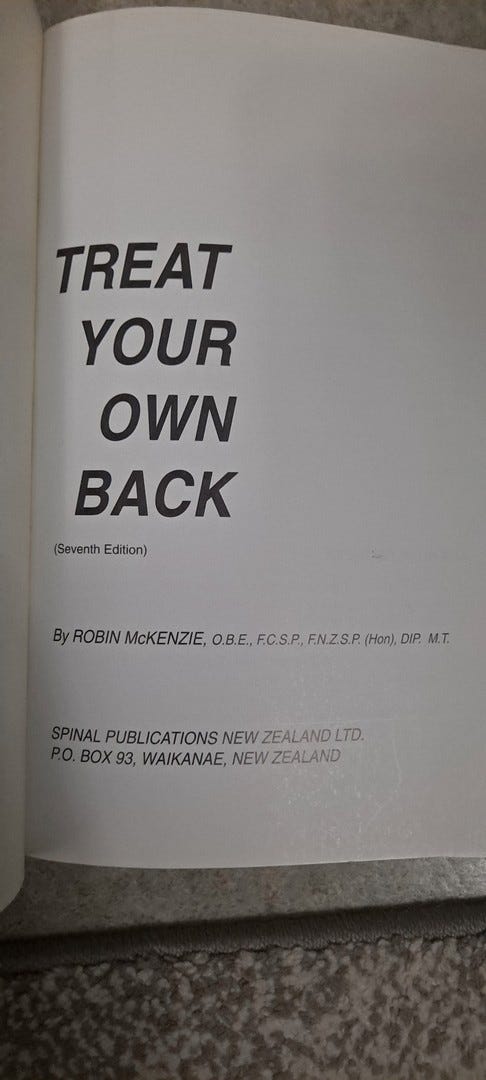 TREAT
YOUR
OWN
BACK
(Seventh Edition)
By ROBIN McKENZIE, O.B.E., F.C.S.P., F.N.Z.S.P. (Hon), DIP. M.T.
SPINAL PUBLICATIONS NEW ZEALAND LTD.
P.O. BOX 93, WAIKANAE, NEW ZEALAND